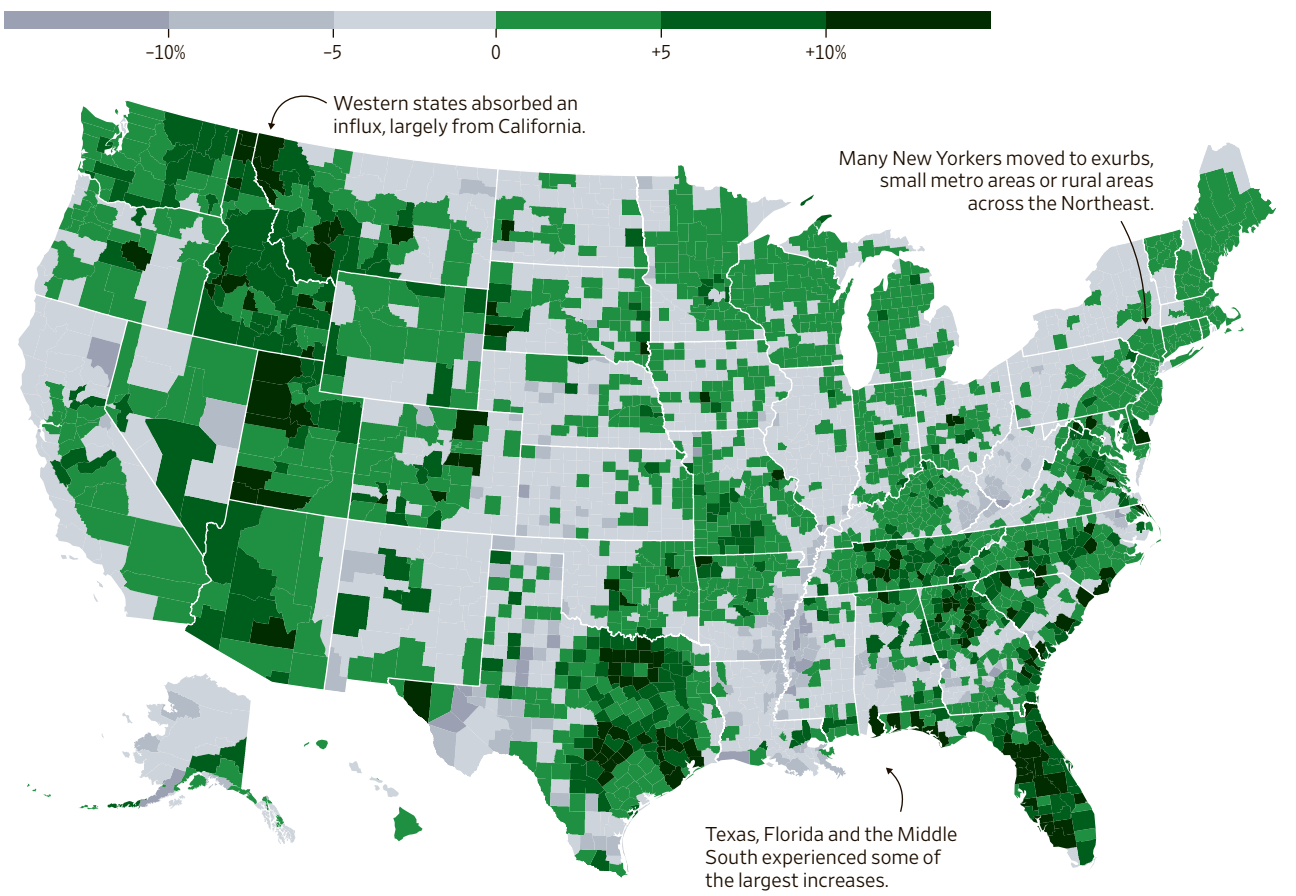 −10%
−5
0
+5
+10%
Western states absorbed an
influx, largely from California.
Many New Yorkers moved to exurbs,
small metro areas or rural areas
across the Northeast.
Texas, Florida and the Middle
South experienced some of
the largest increases.